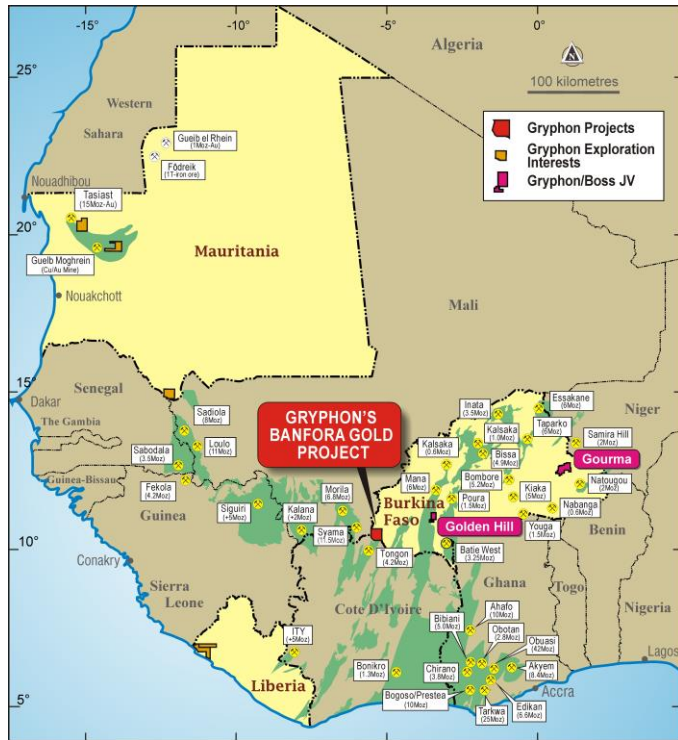 -15°
-10°
-5°
0°
25°
20°
15°
10°
5°
Algeria
100 kilometres
Gryphon Projects
Gryphon Exploration
Interests
Gryphon/Boss JV
Western
Sahara
Gueib el Rhein
(1Moz-Au)
Födreik
(1T-iron ore)
Nouadhibou
Tasiast
(15Moz-Au)
Guelb Moghrein
(Cu/Au Mine)
Nouakchott
Mauritania
Mali
Senegal
Dakar
The Gambia
Guinea-Bissau
Sadiola
(8Moz)
Loulo
(11Moz)
Sabodala
(3.5Moz)
Fekola
(4.2Moz)
GRYPHON'S
BANFORA GOLD
PROJECT
Guinea
Siguiri
(+5Moz)
Kalana
(+2Moz)
Morila
(6.8Moz)
Syama
(11.5Moz)
Tongon
(4.2Moz)
Inata
(3.5Moz)
Essakane
(6Moz)
Niger
Kalsaka
(1.0Moz)
Taparko
Samira Hill
(2Moz)
Kalsaka
(0.6Moz)
Bissa
(4.9Moz)
Gourma
Mana
(6Moz)
Bombore
(5.2Moz)
Natougou
(2Moz)
Poura
(1.5Moz)
Kiaka
(5Moz)
Nabanga
(0.6Moz)
Burkina
Faso
Golden Hill
Youga
(1.5Moz)
Benin
Batie West
(3.25Moz)
Conakry
Sierra
Leone
Cote D'Ivoire
Ghana
Togo
Nigeria
Ahafo
(10Moz)
Bibiani
(5.0Moz)
Obotan
(2.8Moz)
Obuasi
(42Moz)
ITY
(+5Moz)
Bonikro
(1.3Moz)
Chirano
(3.8Moz)
Akyem
(8.4Moz)
Lagos
Liberia
Bogoso/Prestea
(10Moz)
Tarkwa
(25Moz)
Edikan
(6.6Moz)
Accra